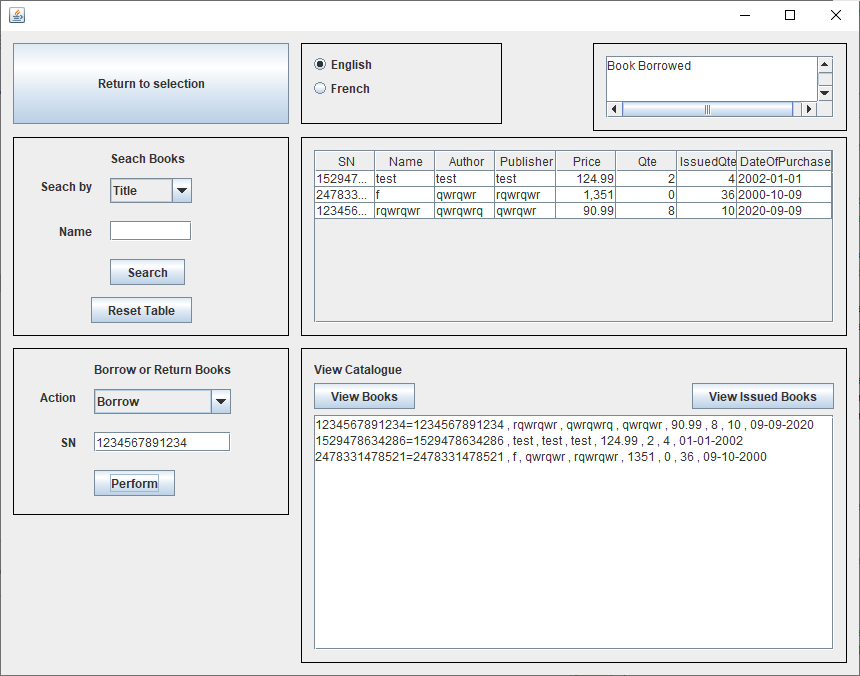 Return to selection
English
French
Book Borrowed
Seach Books
Seach by Title
Name
Search
Reset Table
SN Name Author Publisher Price Qte IssuedQte DateOfPurchase
152947... test test test 124.99 2 4 2002-01-01
247833... f qwrqwr rqwrqwr 1,351 0 36 2000-10-09
123456... rqwrqwr qwrqwrq qwrqwr 90.99 8 10 2020-09-09
Borrow or Return Books
Action Borrow
SN 1234567891234
Perform
View Catalogue
View Books View Issued Books
1234567891234=1234567891234 , rqwrqwr , qwrqwrq , qwrqwr , 90.99 , 8 , 10 , 09-09-2020
1529478634286=1529478634286 , test , test , test , 124.99 , 2 , 4 , 01-01-2002
2478331478521=2478331478521 , f , qwrqwr , rqwrqwr , 1351 , 0 , 36 , 09-10-2000